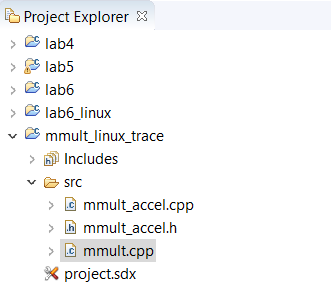 Project Explorer
lab4
lab5
lab6
lab6_linux
mmult_linux_trace
Includes
src
mmult_accel.cpp
mmult_accel.h
mmult.cpp
project.sdx